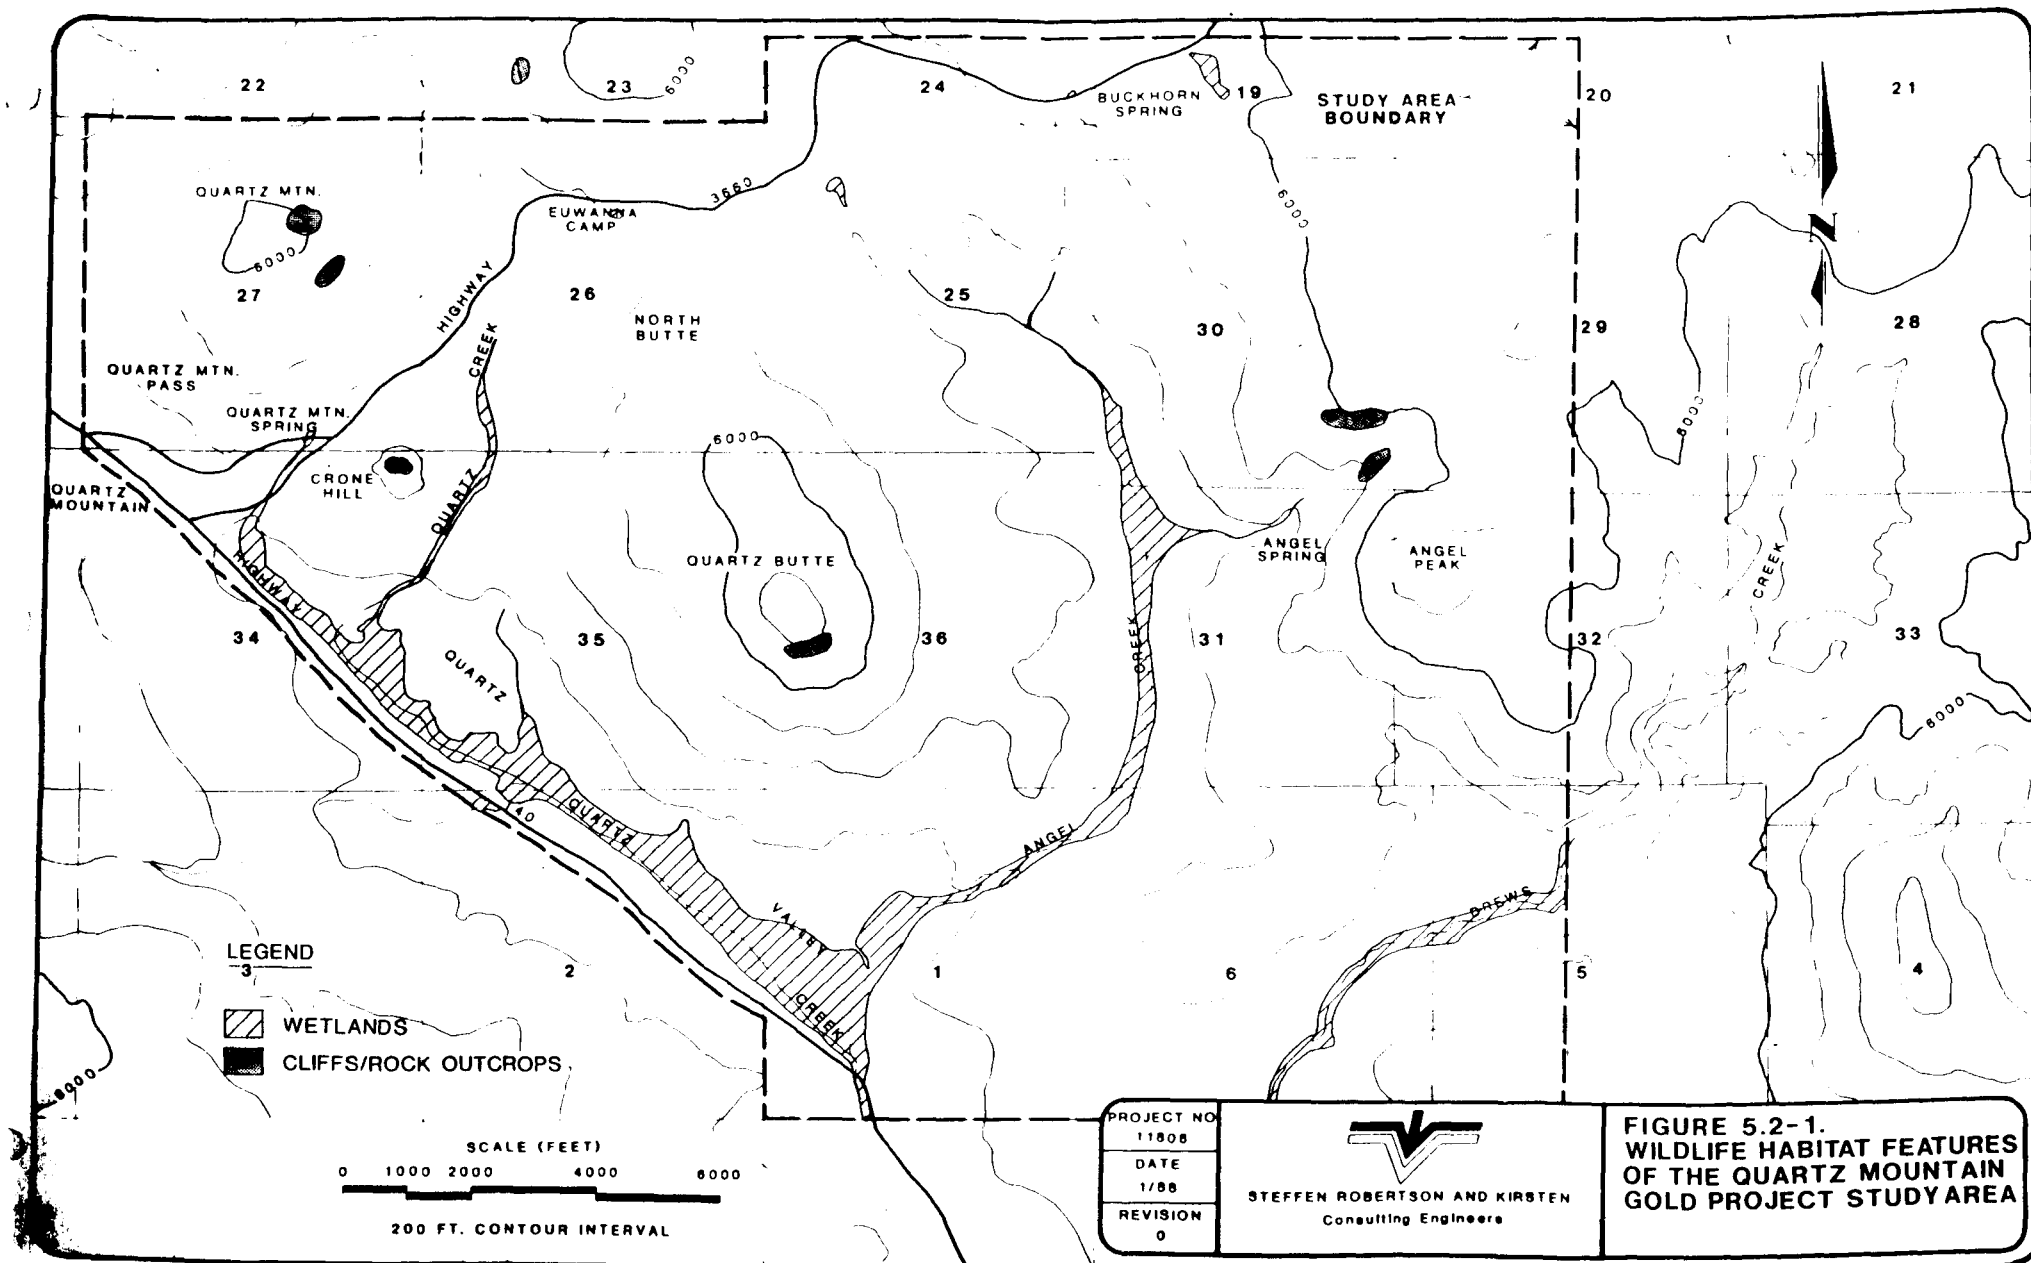 22
23
6000
24
BUCKHORN
SPRING
19
STUDY AREA
BOUNDARY
20
21
QUARTZ MTN.
6000
27
EUWANNA
CAMP
3660
HIGHWAY
26
NORTH
BUTTE
25
30
6000
29
28
N
QUARTZ MTN.
PASS
QUARTZ MTN.
SPRING
CREEK
QUARTZ
CRONE
HILL
QUARTZ
MOUNTAIN
6000
6000
QUARTZ BUTTE
ANGEL
SPRING
ANGEL
PEAK
CREEK
HIGHWAY
34
QUARTZ
35
36
CREEK
31
32
33
6000
140
QUARTZ
ANGEL
VALLEY
CREEK
DREWS
LEGEND
3
2
1
6
5
4
WETLANDS
CLIFFS/ROCK OUTCROPS
6000
SCALE (FEET)
0 1000 2000 4000 6000
200 FT. CONTOUR INTERVAL
PROJECT NO
11806
DATE
1/88
REVISION
0
STEFFEN ROBERTSON AND KIRSTEN
Consulting Engineers
FIGURE 5.2-1.
WILDLIFE HABITAT FEATURES
OF THE QUARTZ MOUNTAIN
GOLD PROJECT STUDY AREA